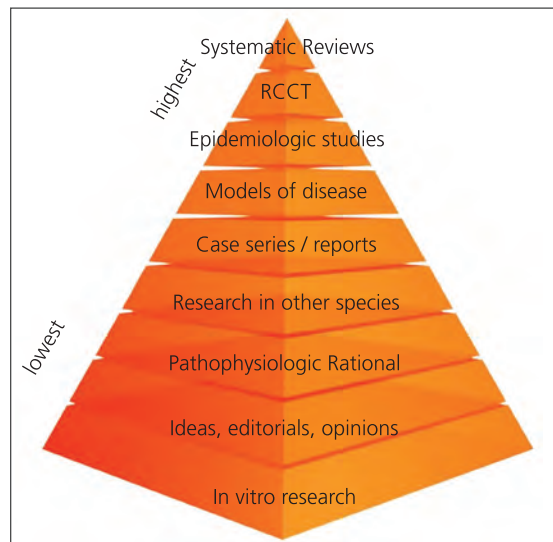 Systematic Reviews
highest
RCCT
Epidemiologic studies
Models of disease
Case series / reports
Research in other species
lowest
Pathophysiologic Rational
Ideas, editorials, opinions
In vitro research